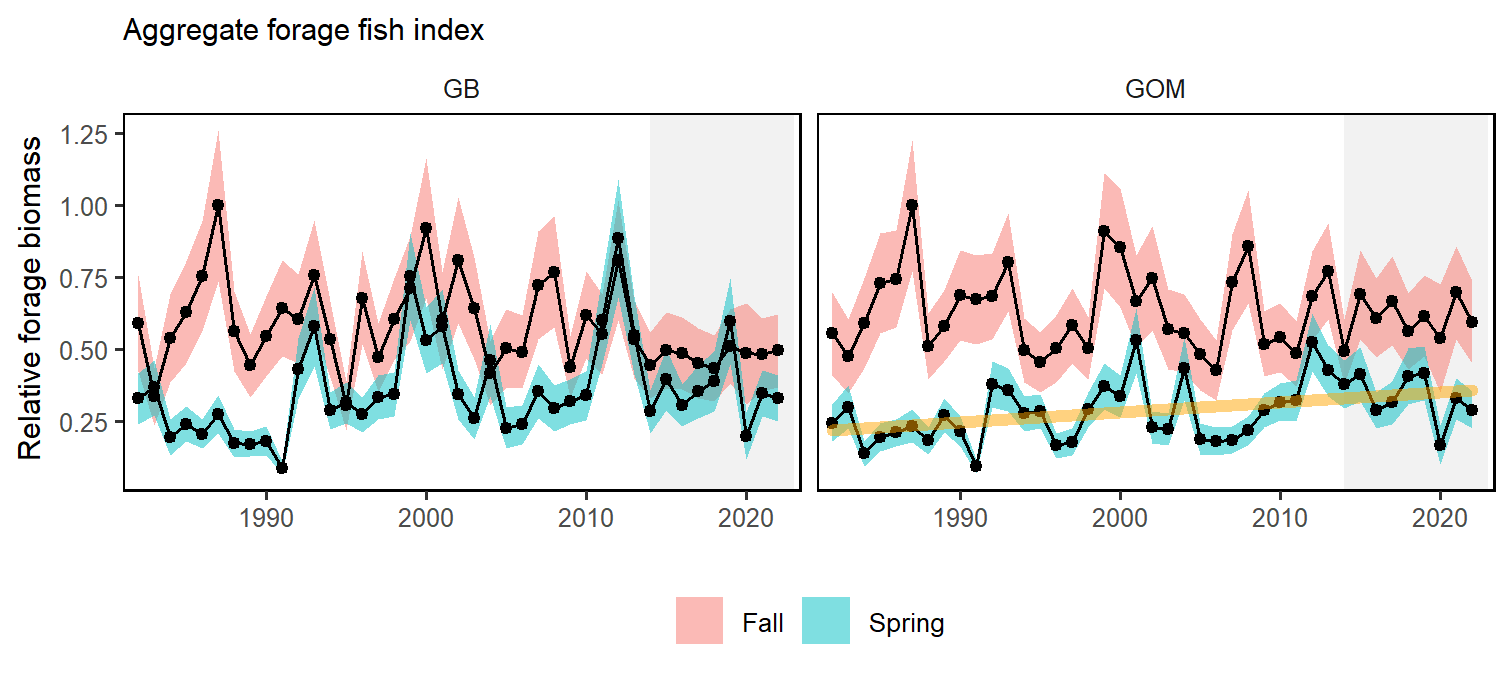 Aggregate forage fish index
GB GOM
Relative forage biomass
1.25
1.00
0.75
0.50
0.25
1990 2000 2010 2020 1990 2000 2010 2020
Fall Spring